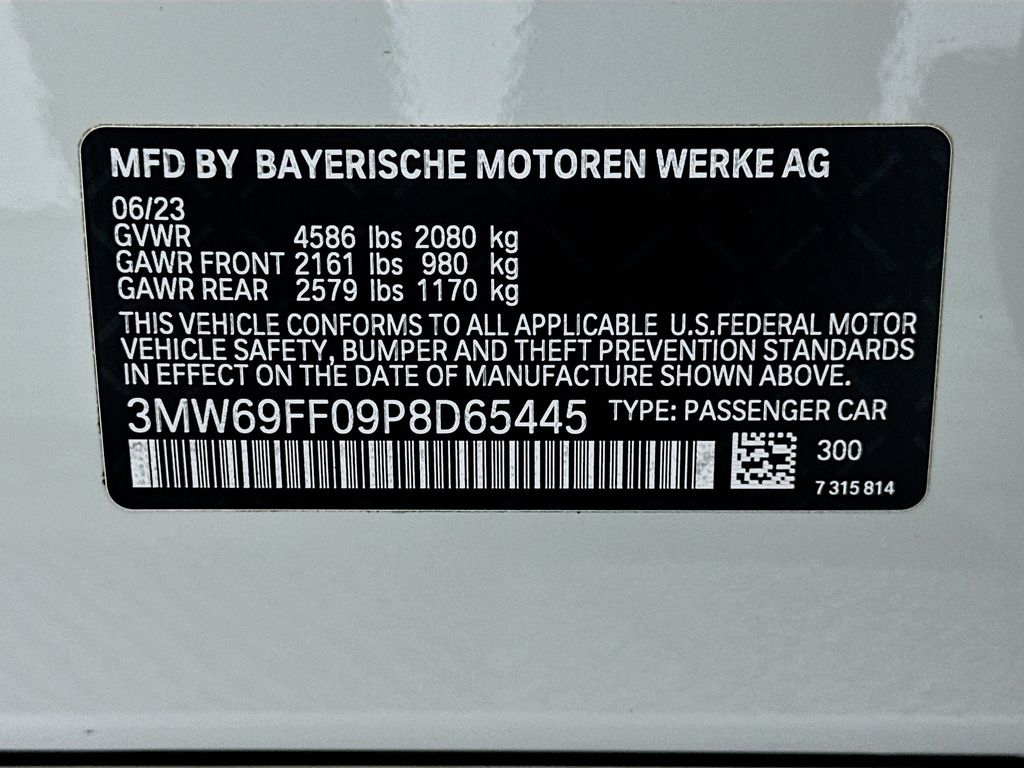 MFD BY BAYERISCHE MOTOREN WERKE AG
06/23
GVWR 4586 lbs 2080 kg
GAWR FRONT 2161 lbs 980 kg
GAWR REAR 2579 lbs 1170 kg
THIS VEHICLE CONFORMS TO ALL APPLICABLE U.S.FEDERAL MOTOR
VEHICLE SAFETY, BUMPER AND THEFT PREVENTION STANDARDS
IN EFFECT ON THE DATE OF MANUFACTURE SHOWN ABOVE.
3MW69FF09P8D65445 TYPE: PASSENGER CAR
300
7 315 814